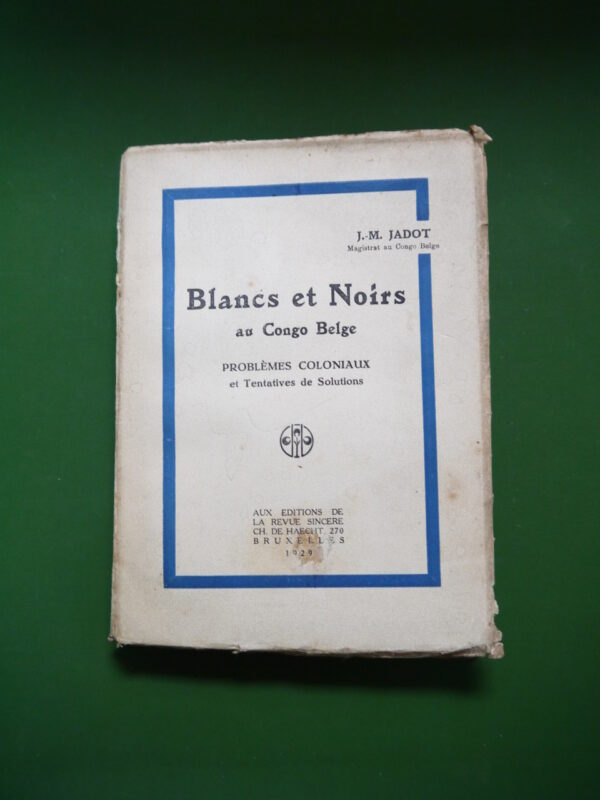 J.-M. JADOT
Magistrat au Congo Belge
Blancs et Noirs
au Congo Belge
PROBLÈMES COLONIAUX
et Tentatives de Solutions
AUX EDITIONS DE
LA REVUE SINCERE
CH. DE HAECHT, 270
BRUXELLES
1929